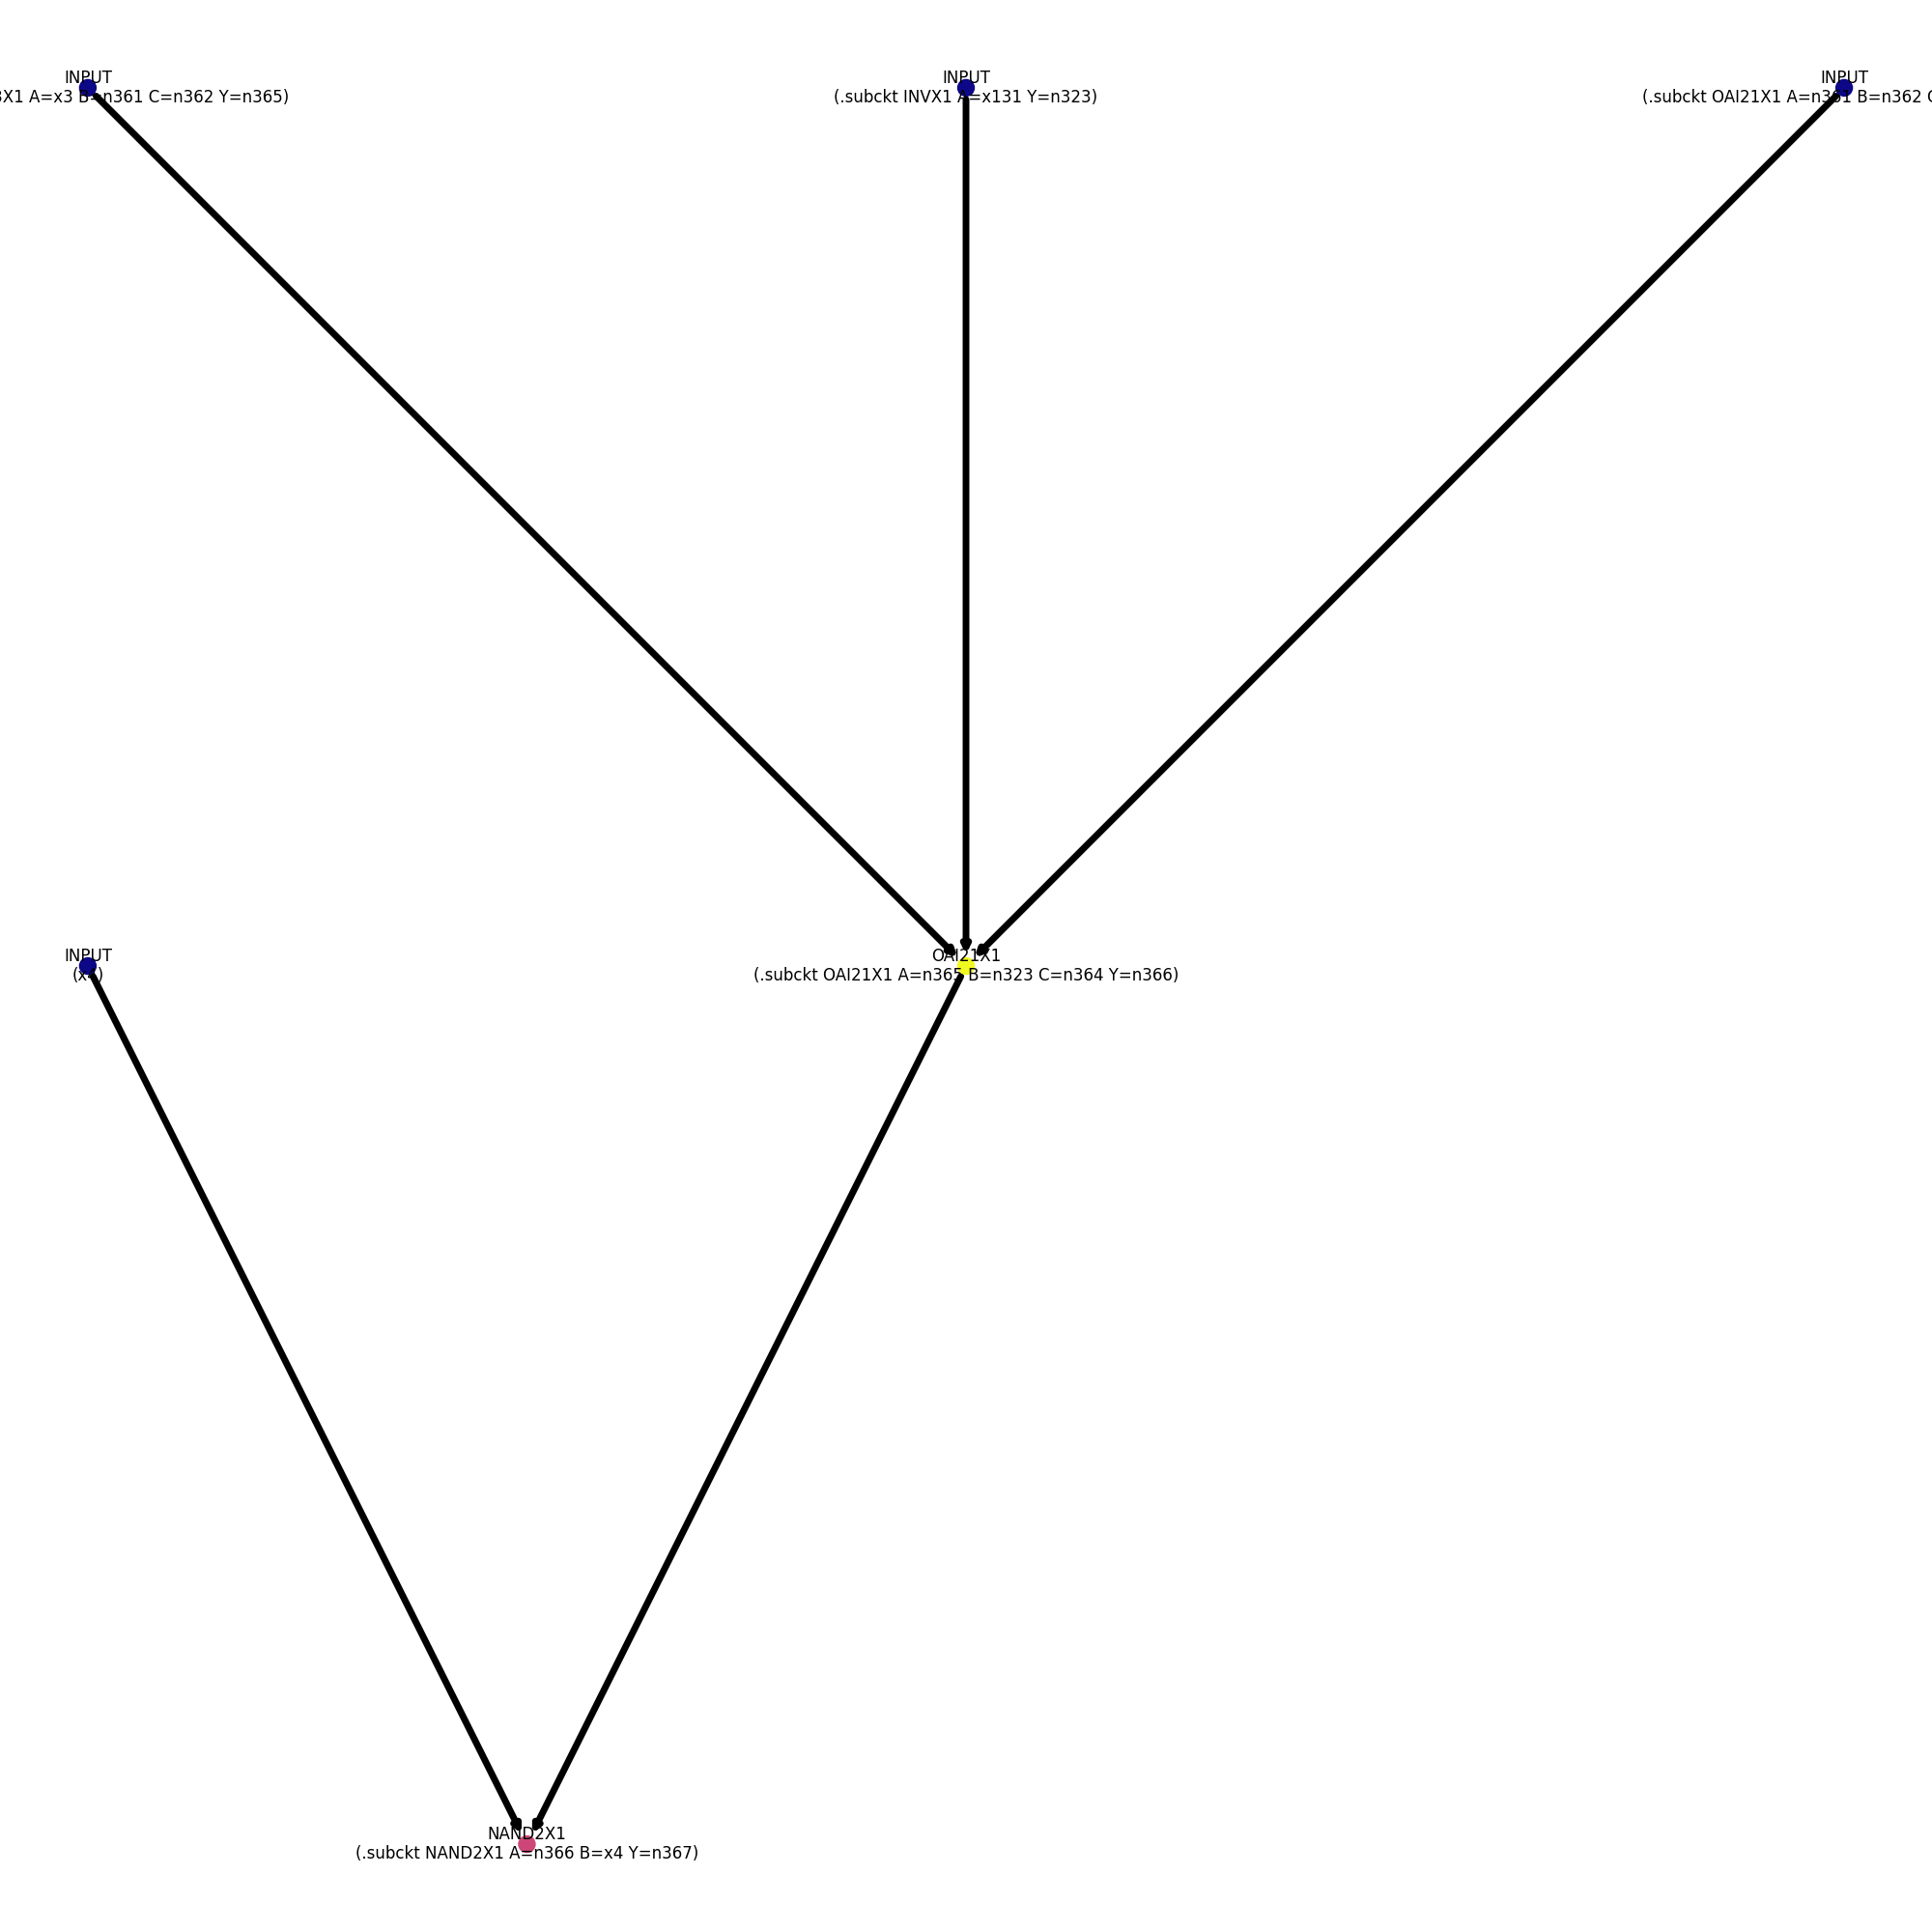 INPUT
INPUT
INPUT
X1 A=x3 B=n361 C=n362 Y=n365)
(.subckt INVX1 A=x131 Y=n323)
(.subckt OAI21X1 A=n361 B=n362
INPUT
(x4)
OAI21X1
(.subckt OAI21X1 A=n365 B=n323 C=n364 Y=n366)
NAND2X1
(.subckt NAND2X1 A=n366 B=x4 Y=n367)